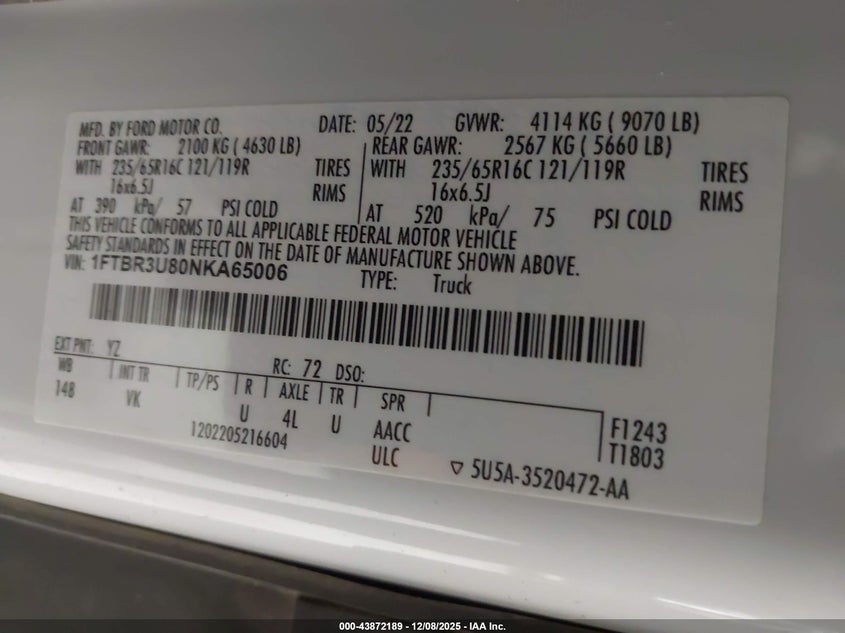 MFD. BY FORD MOTOR CO. DATE: 05/22 GVWR: 4114 KG ( 9070 LB)
FRONT GAWR: 2100 KG ( 4630 LB) REAR GAWR: 2567 KG ( 5660 LB)
WITH 235/65R16C 121/119R TIRES WITH 235/65R16C 121/119R TIRES
16x6.5J RIMS 16x6.5J RIMS
AT 390 kPa/ 57 PSI COLD AT 520 kPa/ 75 PSI COLD
THIS VEHICLE CONFORMS TO ALL APPLICABLE FEDERAL MOTOR VEHICLE
SAFETY STANDARDS IN EFFECT ON THE DATE OF MANUFACTURE SHOWN ABOVE.
VIN: 1FTBR3U80NKA65006 TYPE: Truck
EXT PNT: YZ RC: 72 DSO:
WB INT TR TP/PS R AXLE TR SPR
148 VK U 4L U AACC F1243
1202205216604 ULC T1803
▽ 5U5A-3520472-AA
000-43872189 - 12/08/2025 - IAA Inc.